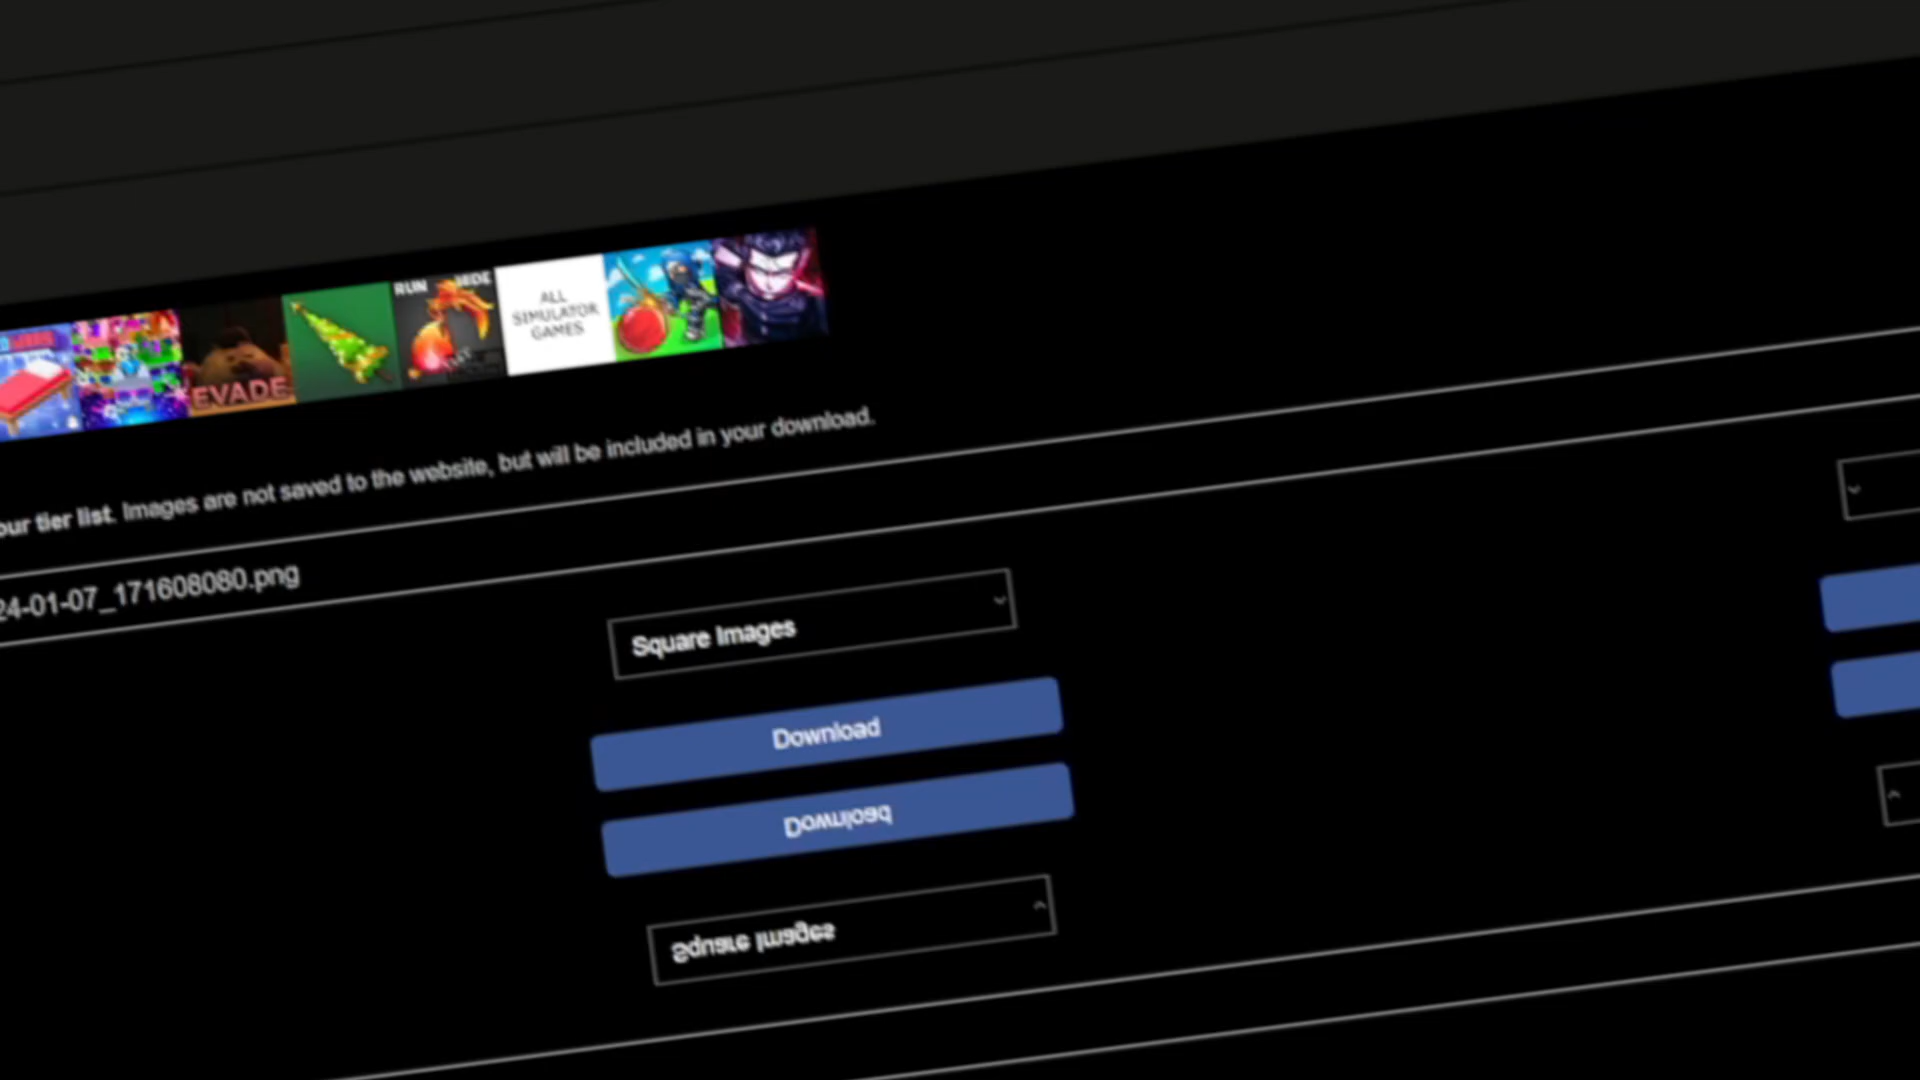 EVADE
RUN
ALL
SIMULATOR
GAMES
our tier list. Images are not saved to the website, but will be included in your download.
24-01-07_171608080.png
Square Images
Download
Download
Square Images